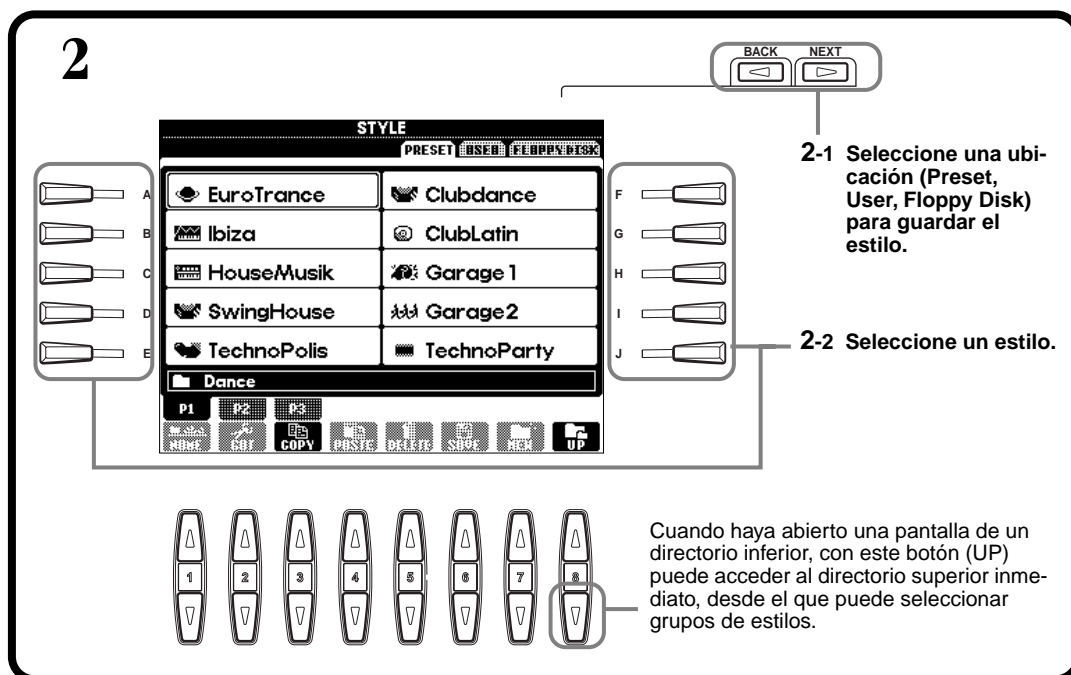 2
BACK NEXT
STYLE
PRESET USER FLOPPY DISK
2-1 Seleccione una ubi-
cación (Preset,
User, Floppy Disk)
para guardar el
estilo.
A EuroTrance Clubdance F
B Ibiza ClubLatin G
C HouseMusik Garage1 H
D SwingHouse Garage2 I
E TechnoPolis TechnoParty J
2-2 Seleccione un estilo.
Dance
P1 P2 P3
NAME CUT COPY PASTE DELETE SAVE NEW UP
1 2 3 4 5 6 7 8
Cuando haya abierto una pantalla de un
directorio inferior, con este botón (UP)
puede acceder al directorio superior inme-
diato, desde el que puede seleccionar
grupos de estilos.